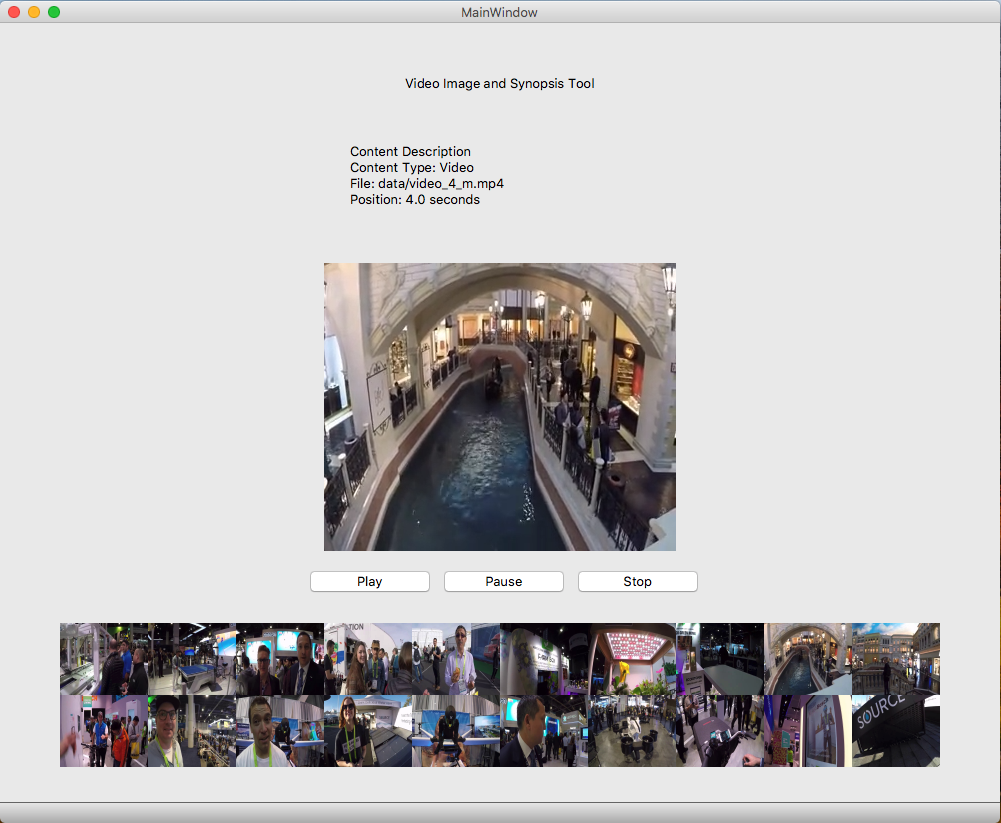 MainWindow
Video Image and Synopsis Tool
Content Description
Content Type: Video
File: data/video_4_m.mp4
Position: 4.0 seconds
Play
Pause
Stop
SOURCE